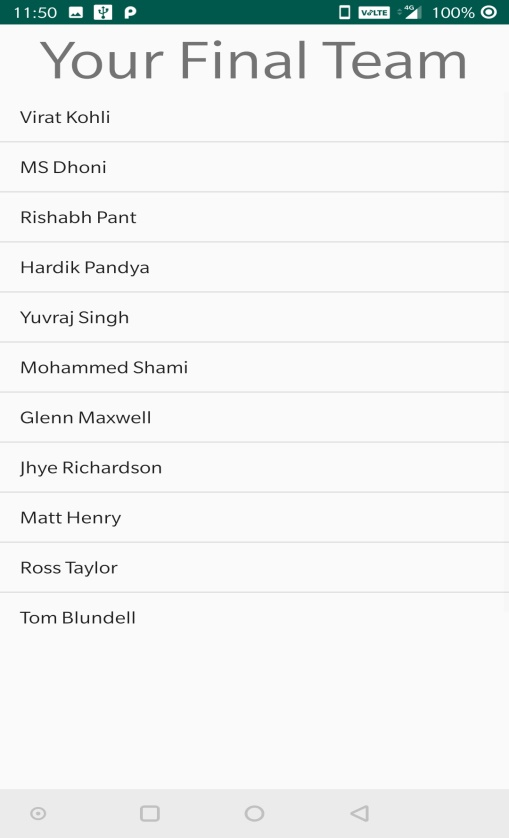 11:50 VoLTE 4G 100%
Your Final Team
Virat Kohli
MS Dhoni
Rishabh Pant
Hardik Pandya
Yuvraj Singh
Mohammed Shami
Glenn Maxwell
Jhye Richardson
Matt Henry
Ross Taylor
Tom Blundell